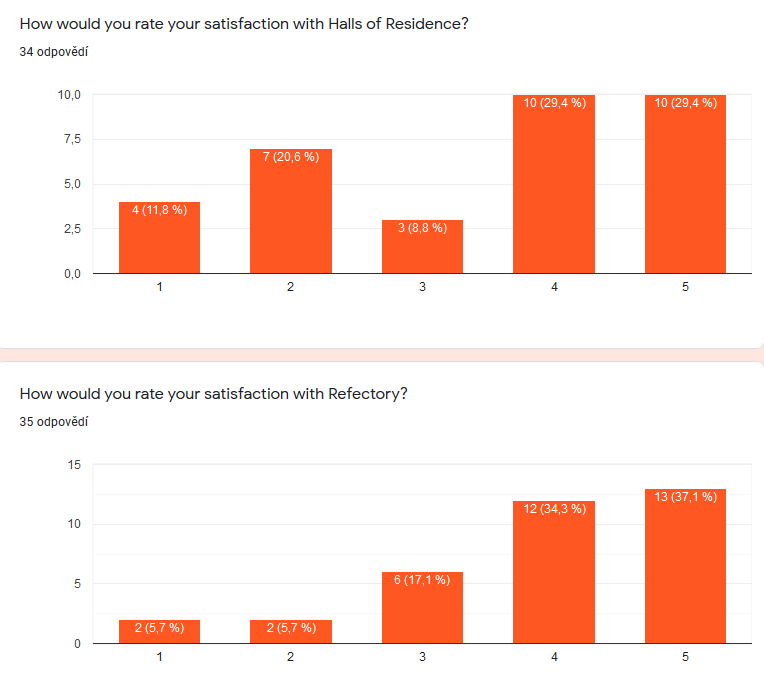 How would you rate your satisfaction with Halls of Residence?
34 odpovědí
10,0
10 (29,4 %)
10 (29,4 %)
7,5
7 (20,6 %)
5,0
4 (11,8 %)
3 (8,8 %)
2,5
0,0
1 2 3 4 5
How would you rate your satisfaction with Refectory?
35 odpovědí
15
13 (37,1 %)
12 (34,3 %)
10
6 (17,1 %)
5
2 (5,7 %)
2 (5,7 %)
0
1 2 3 4 5